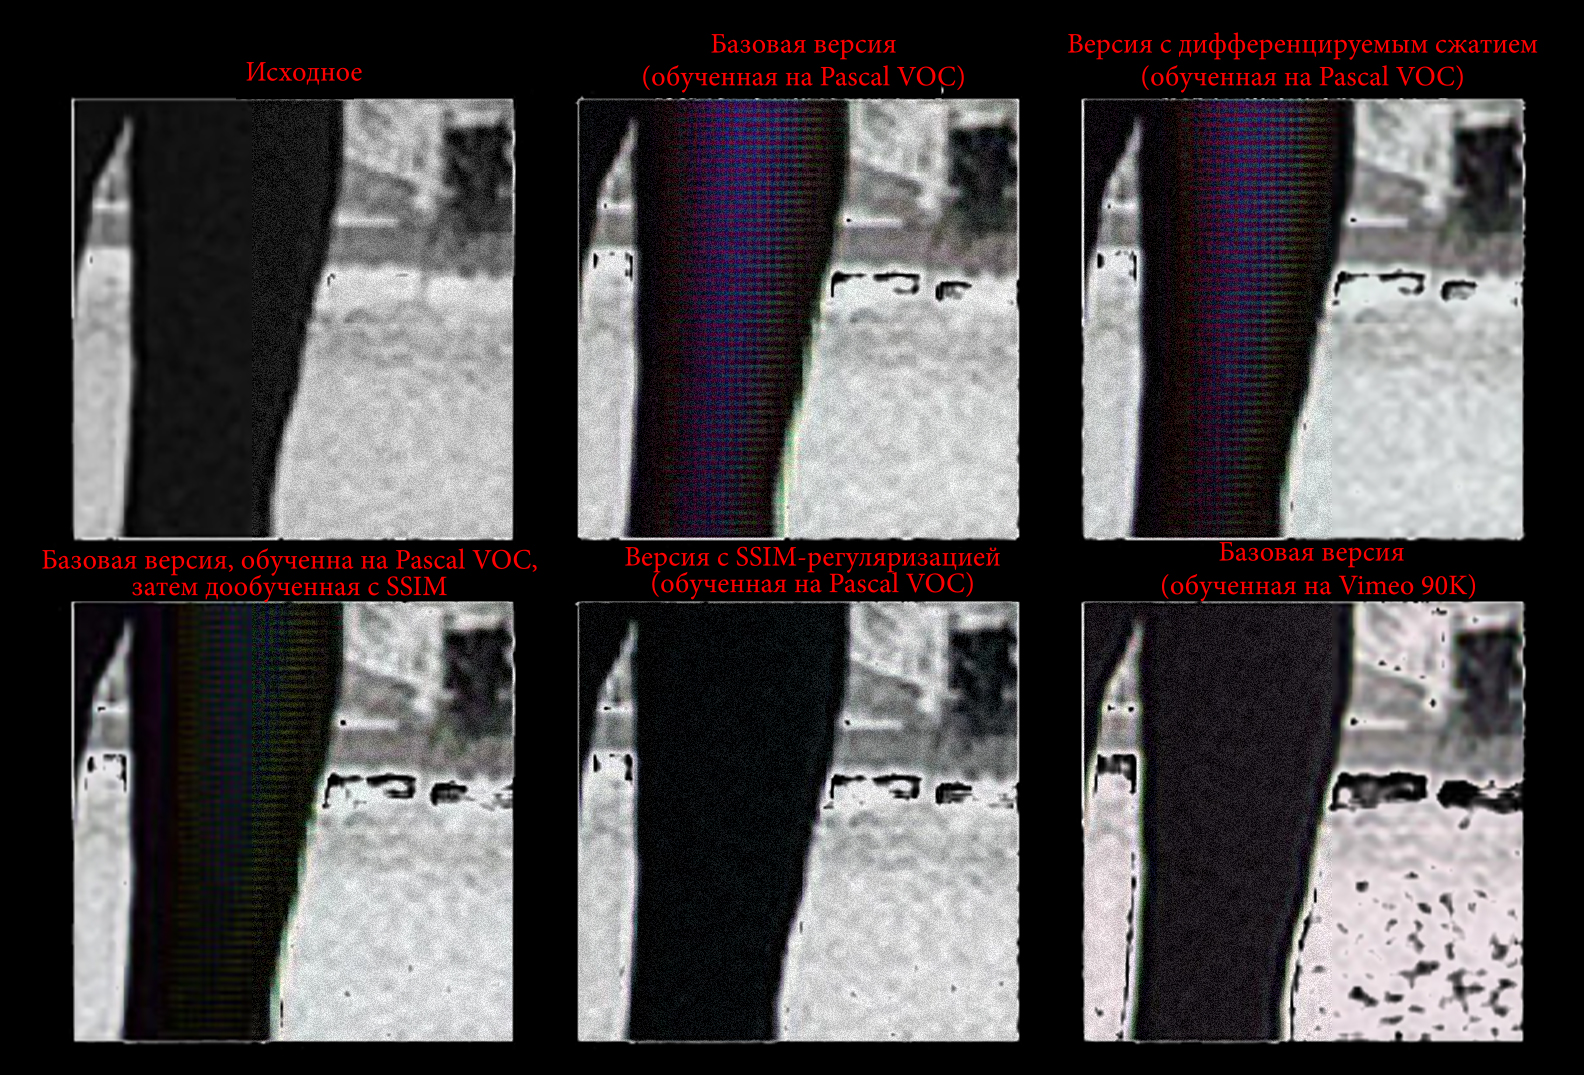 Исходное
Базовая версия
(обученная на Pascal VOC)
Версия с дифференцируемым сжатием
(обученная на Pascal VOC)
Базовая версия, обученна на Pascal VOC,
затем дообученная с SSIM
Версия с SSIM-регуляризацией
(обученная на Pascal VOC)
Базовая версия
(обученная на Vimeo 90K)